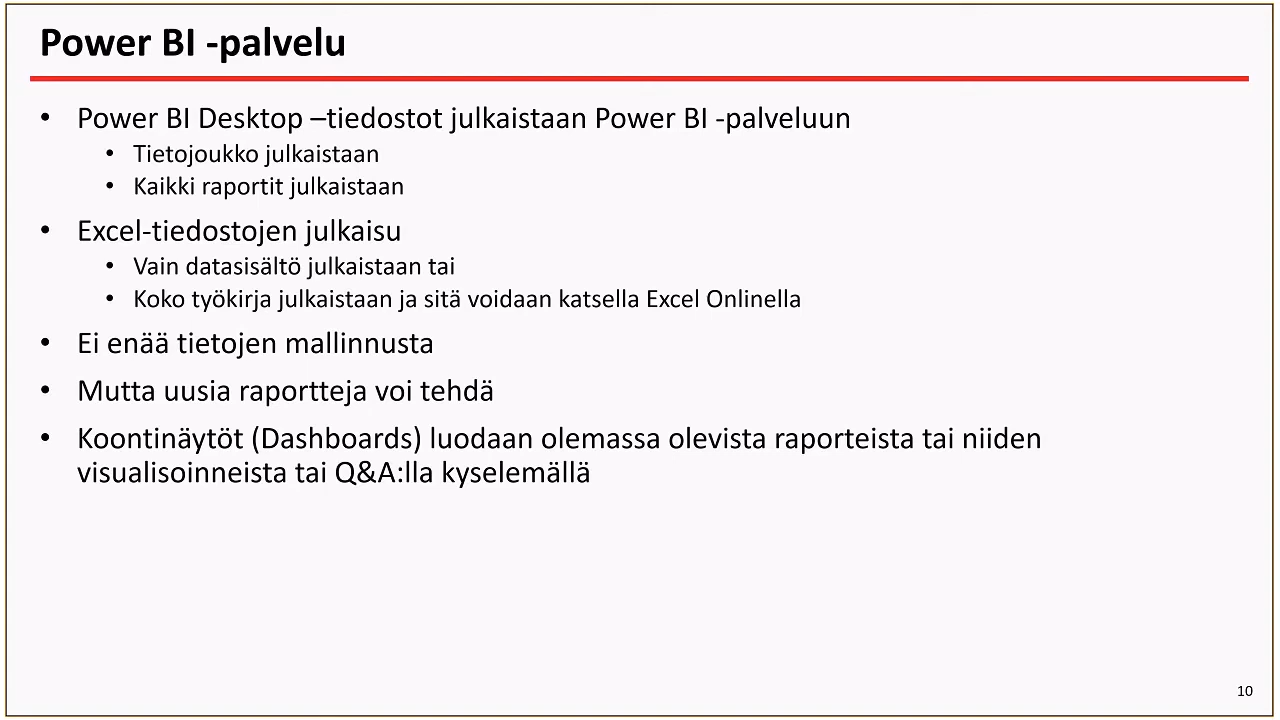 Power BI -palvelu
• Power BI Desktop –tiedostot julkaistaan Power BI -palveluun
• Tietojoukko julkaistaan
• Kaikki raportit julkaistaan
• Excel-tiedostojen julkaisu
• Vain datasisältö julkaistaan tai
• Koko työkirja julkaistaan ja sitä voidaan katsella Excel Onlinella
• Ei enää tietojen mallinnusta
• Mutta uusia raportteja voi tehdä
• Koontinäytöt (Dashboards) luodaan olemassa olevista raporteista tai niiden
visualisoinneista tai Q&A:lla kyselemällä
10